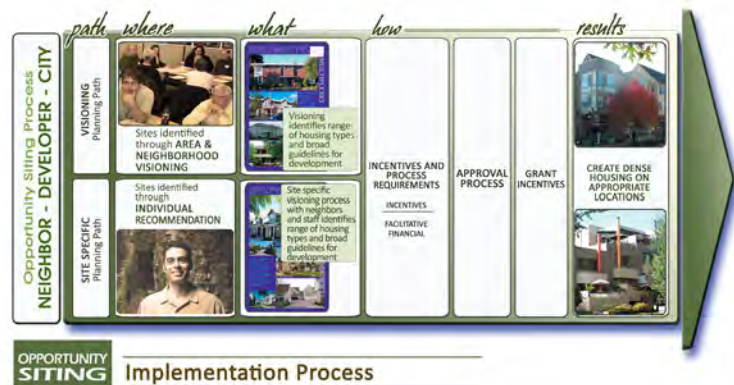 path where what how results
Opportunity Siting Process
NEIGHBOR - DEVELOPER - CITY
VISIONING
Planning Path
Sites identified
through AREA &
NEIGHBORHOOD
VISIONING
Visioning
identifies range
of housing types
and broad
guidelines for
development
SITE SPECIFIC
Planning Path
Sites identified
through
INDIVIDUAL
RECOMMENDATION
Site specific
visioning process
with neighbors
and staff identifies
range of housing
types and broad
guidelines for
development
INCENTIVES AND
PROCESS
REQUIREMENTS
INCENTIVES
FACILITATIVE
FINANCIAL
APPROVAL
PROCESS
GRANT
INCENTIVES
CREATE DENSE
HOUSING ON
APPROPRIATE
LOCATIONS
OPPORTUNITY
SITING
Implementation Process